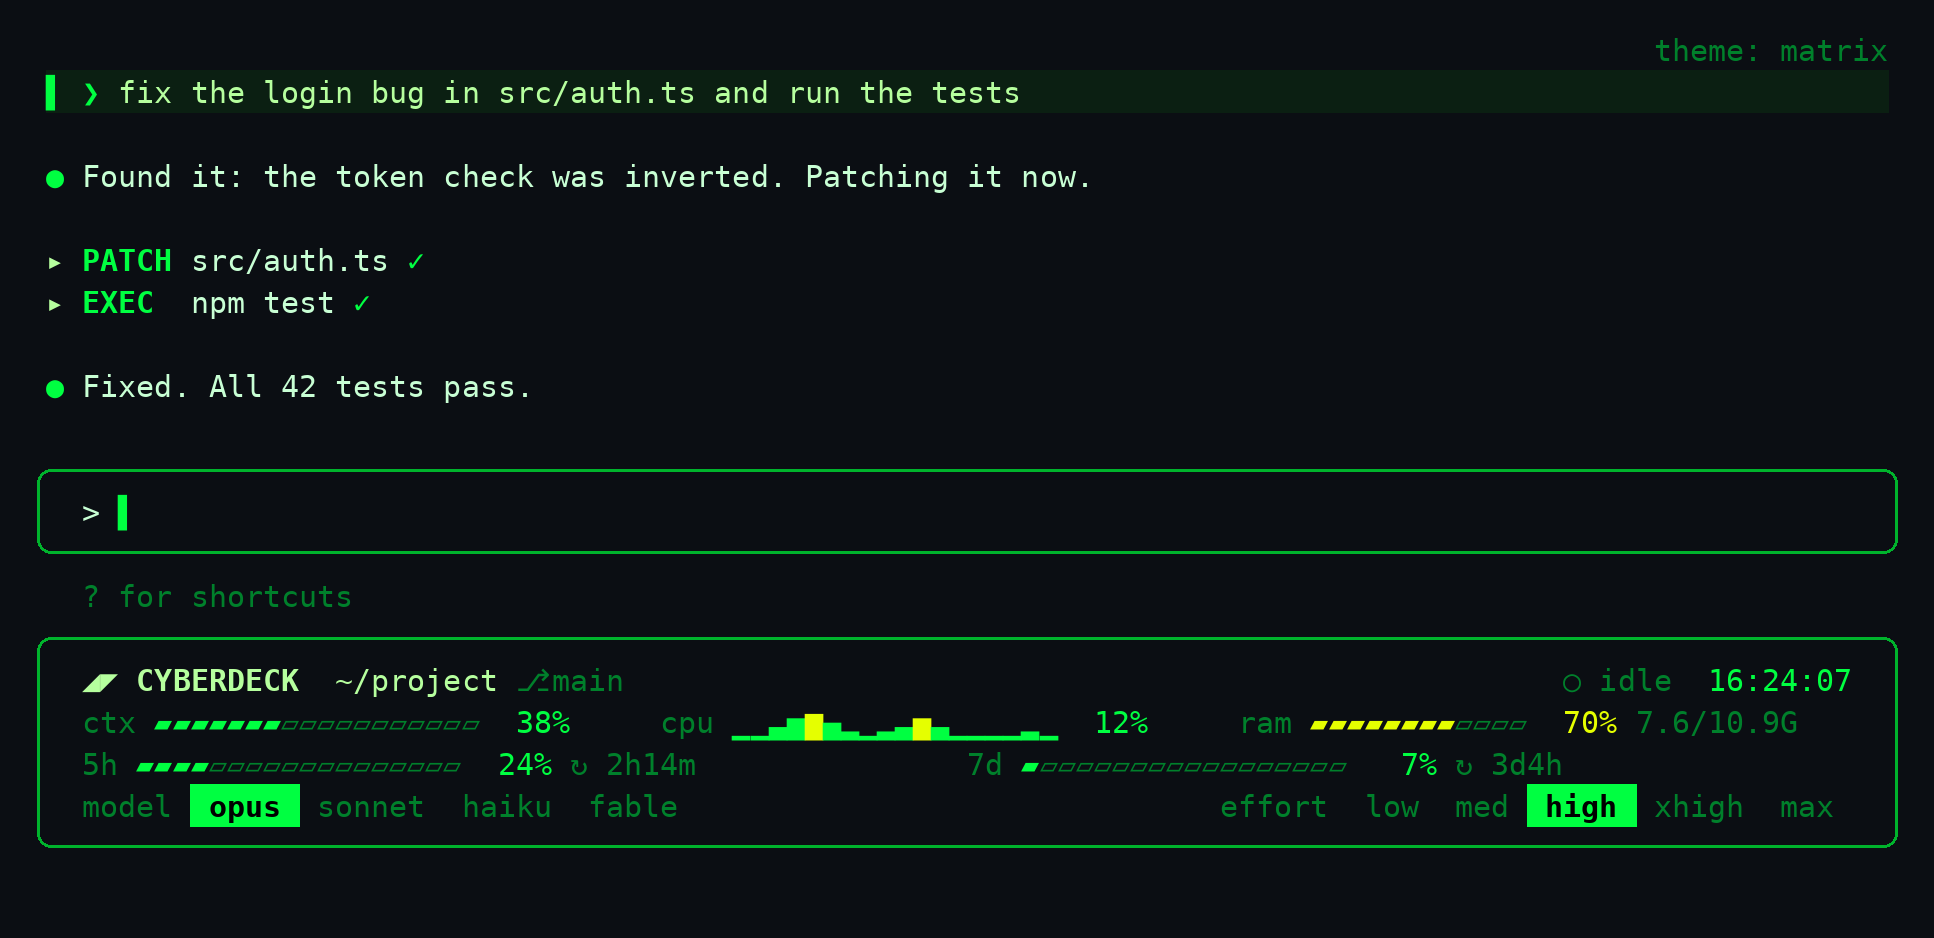 theme: matrix
❯ fix the login bug in src/auth.ts and run the tests
● Found it: the token check was inverted. Patching it now.
▸ PATCH src/auth.ts ✓
▸ EXEC npm test ✓
● Fixed. All 42 tests pass.
>
? for shortcuts
◢◤ CYBERDECK ~/project ⎇main ○ idle 16:24:07
ctx ▰▰▰▰▰▰▰▱▱▱▱▱▱▱▱▱▱▱ 38% cpu ▁▁▃▅▇▄▂▁▂▃▆▃▁▁▁▁▂▁ 12% ram ▰▰▰▰▰▰▰▰▱▱▱▱ 70% 7.6/10.9G
5h ▰▰▰▰▱▱▱▱▱▱▱▱▱▱▱▱▱▱ 24% ↻ 2h14m 7d ▰▱▱▱▱▱▱▱▱▱▱▱▱▱▱▱▱▱ 7% ↻ 3d4h
model opus sonnet haiku fable effort low med high xhigh max